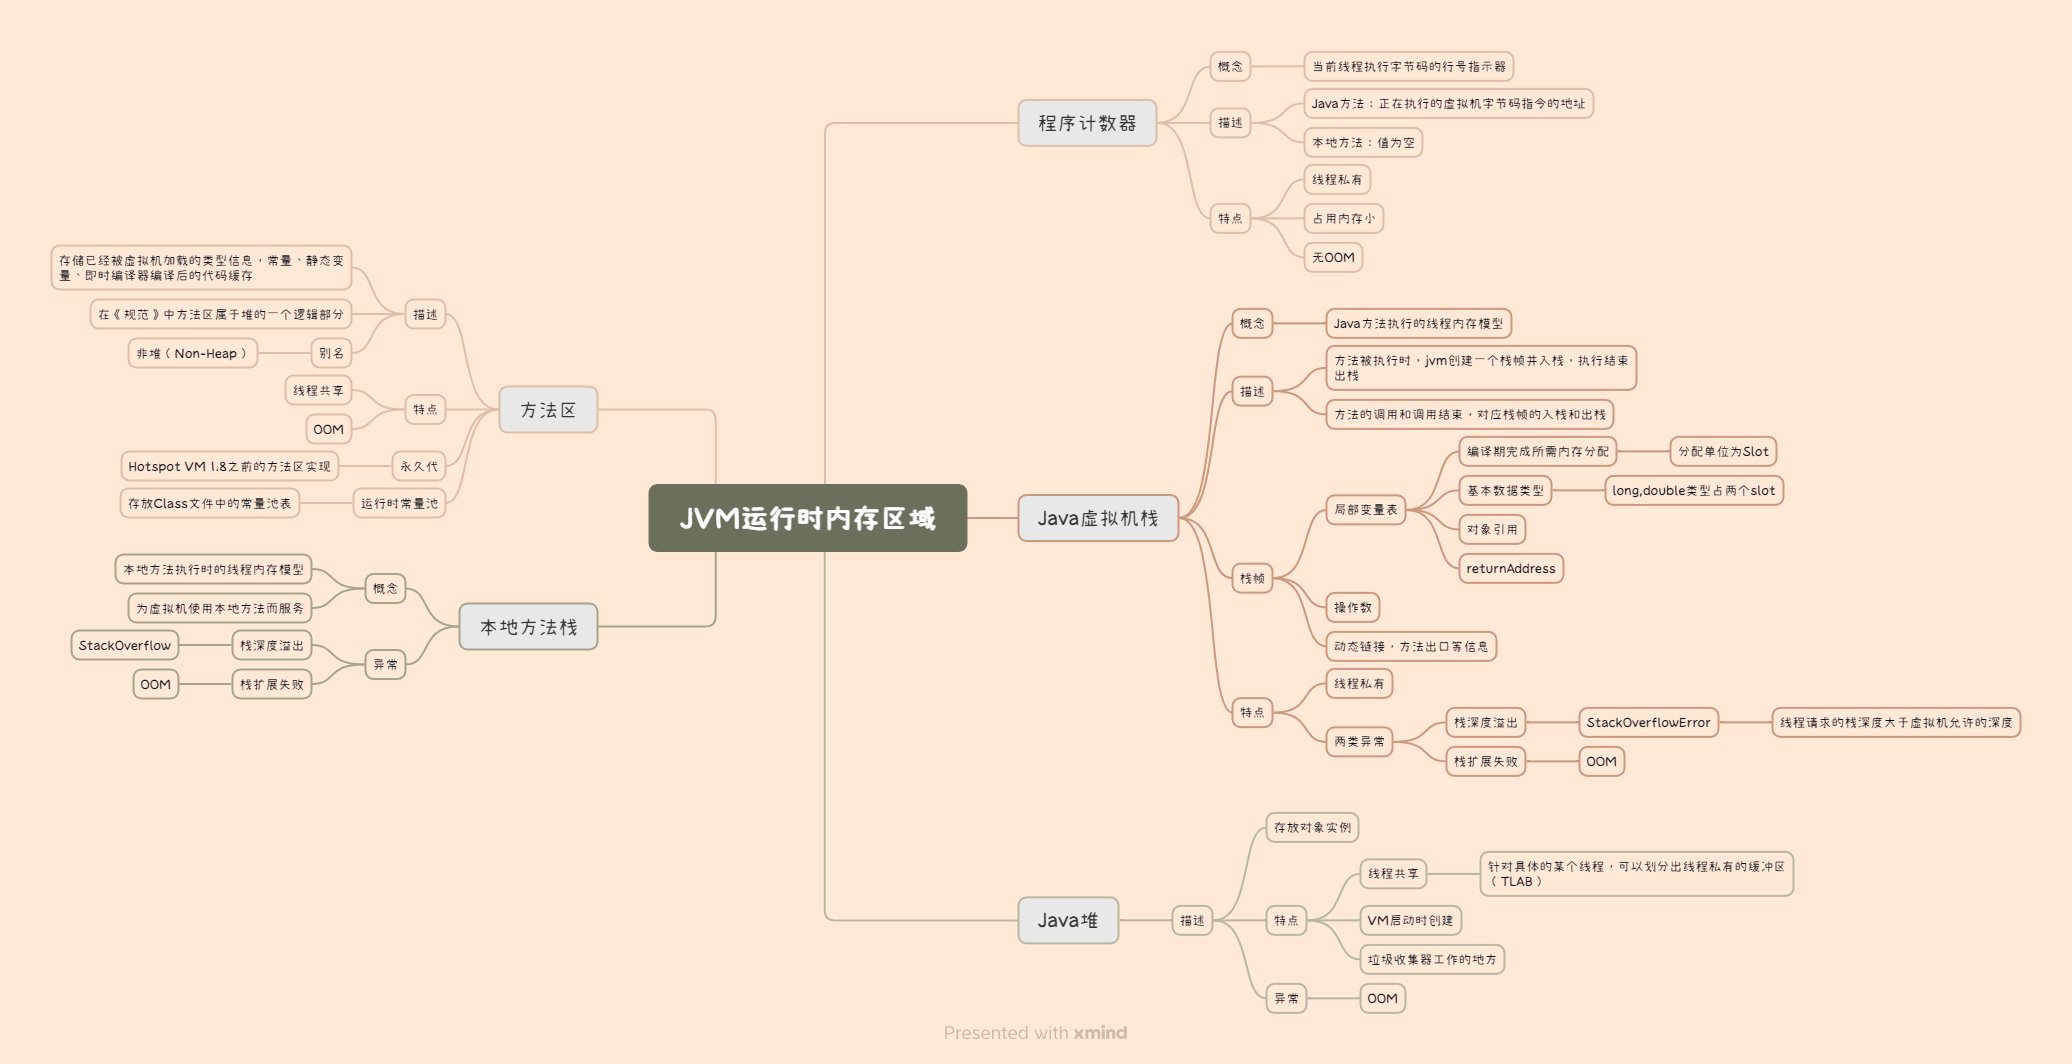 JVM运行时内存区域
程序计数器
概念
当前线程执行字节码的行号指示器
描述
Java方法：正在执行的虚拟机字节码指令的地址
本地方法：值为空
特点
线程私有
占用内存小
无OOM
Java虚拟机栈
概念
Java方法执行的线程内存模型
描述
方法被执行时，jvm创建一个栈帧并入栈，执行结束
出栈
方法的调用和调用结束，对应栈帧的入栈和出栈
栈帧
局部变量表
编译期完成所需内存分配
分配单位为Slot
基本数据类型
long,double类型占两个slot
对象引用
returnAddress
操作数
动态链接，方法出口等信息
特点
线程私有
两类异常
栈深度溢出
StackOverflowError
线程请求的栈深度大于虚拟机允许的深度
栈扩展失败
OOM
Java堆
描述
存放对象实例
特点
线程共享
针对具体的某个线程，可以划分出线程私有的缓冲区
（TLAB）
VM启动时创建
垃圾收集器工作的地方
异常
OOM
方法区
描述
存储已经被虚拟机加载的类型信息，常量、静态变
量、即时编译器编译后的代码缓存
在《规范》中方法区属于堆的一个逻辑部分
别名
非堆（Non-Heap）
特点
线程共享
OOM
永久代
Hotspot VM 1.8之前的方法区实现
运行时常量池
存放Class文件中的常量池表
本地方法栈
概念
本地方法执行时的线程内存模型
为虚拟机使用本地方法而服务
异常
栈深度溢出
StackOverflow
栈扩展失败
OOM
Presented with xmind